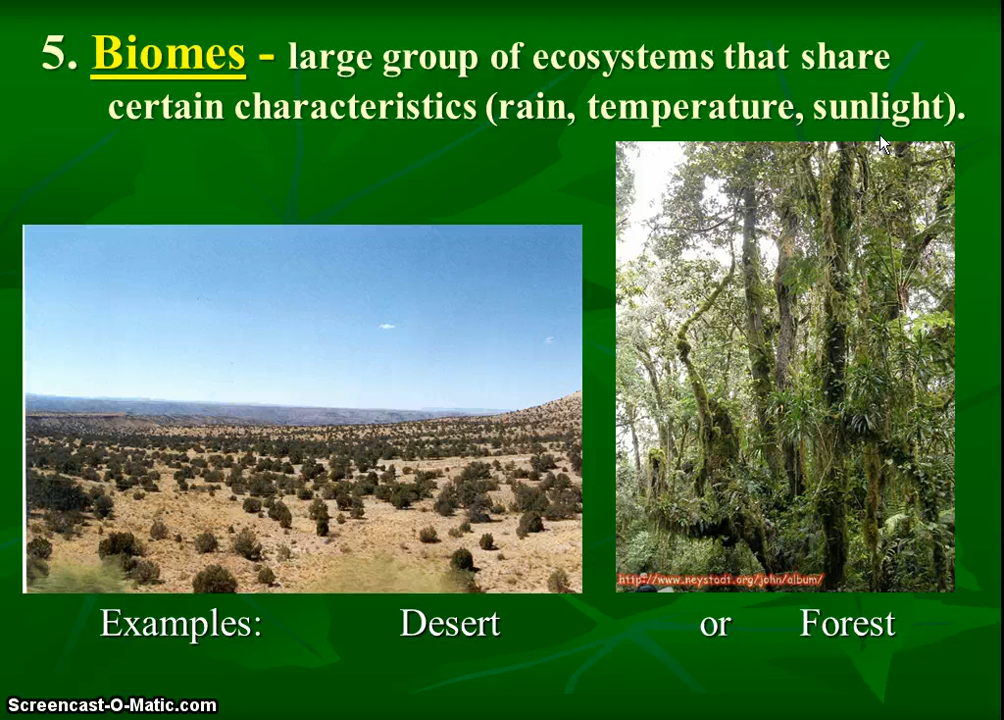 5. Biomes - large group of ecosystems that share
certain characteristics (rain, temperature, sunlight).
http://www.neystadt.org/john/album/
Examples: Desert or Forest
Screencast-O-Matic.com